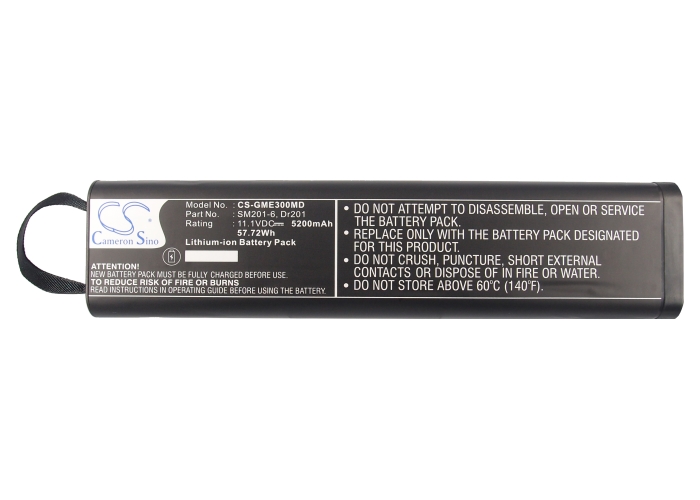 CS
Cameron Sino
Model No. : CS-GME300MD
Part No. : SM201-6, Dr201
Rating : 11.1VDC⎓ 5200mAh
57.72Wh
Lithium-ion Battery Pack
ATTENTION:
NEW BATTERY PACK MUST BE FULLY CHARGED BEFORE USE.
TO REDUCE RISK OF FIRE OR BURNS
READ INSTRUCTIONS IN OPERATING GUIDE BEFORE USING THE BATTERY.
• DO NOT ATTEMPT TO DISASSEMBLE, OPEN OR SERVICE
THE BATTERY PACK.
• REPLACE ONLY WITH THE BATTERY PACK DESIGNATED
FOR THIS PRODUCT.
• DO NOT CRUSH, PUNCTURE, SHORT EXTERNAL
CONTACTS OR DISPOSE OF IN FIRE OR WATER.
• DO NOT STORE ABOVE 60°C (140°F).